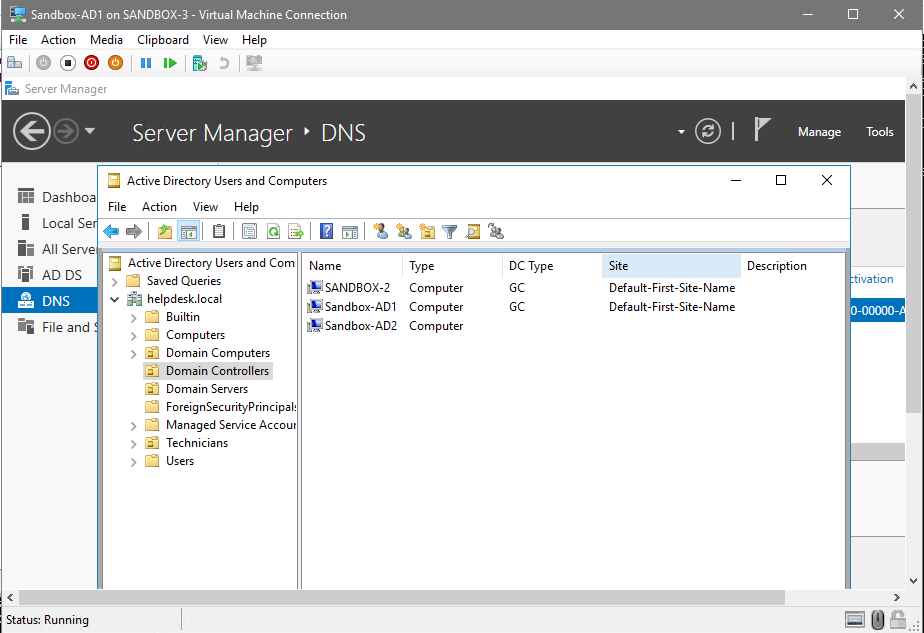 Sandbox-AD1 on SANDBOX-3 - Virtual Machine Connection
File Action Media Clipboard View Help
Server Manager
Server Manager ‣ DNS
Manage Tools
Dashboa
Local Ser
All Server
AD DS
DNS
File and S
Active Directory Users and Computers
File Action View Help
Active Directory Users and Com
Saved Queries
helpdesk.local
Builtin
Computers
Domain Computers
Domain Controllers
Domain Servers
ForeignSecurityPrincipals
Managed Service Accour
Technicians
Users
Name Type DC Type Site Description
SANDBOX-2 Computer GC Default-First-Site-Name
Sandbox-AD1 Computer GC Default-First-Site-Name
Sandbox-AD2 Computer
ctivation
0-00000-A
Status: Running